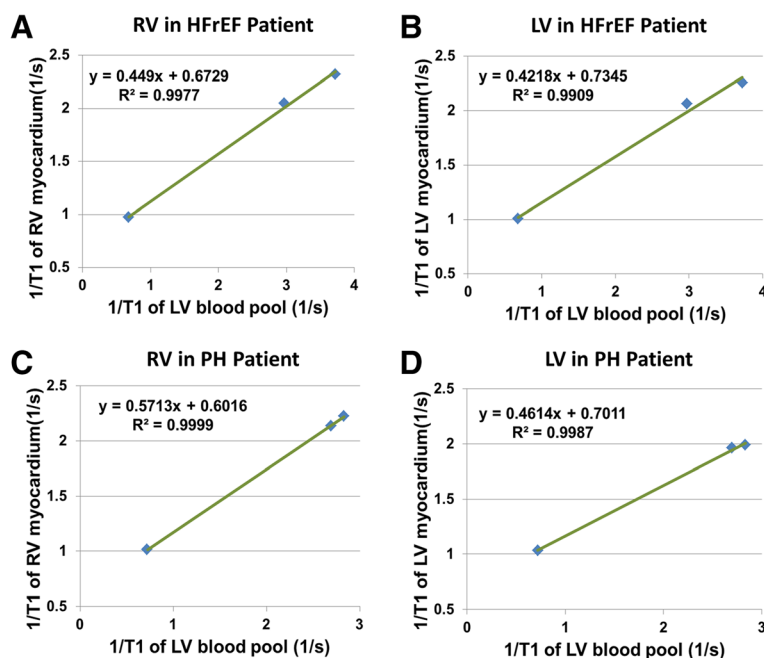 A
RV in HFrEF Patient
y = 0.449x + 0.6729
R² = 0.9977
1/T1 of RV myocardium(1/s)
2.5
2
1.5
1
0.5
0 1 2 3 4
1/T1 of LV blood pool (1/s)
B
LV in HFrEF Patient
y = 0.4218x + 0.7345
R² = 0.9909
1/T1 of LV myocardium(1/s)
2.5
2
1.5
1
0.5
0 1 2 3 4
1/T1 of LV blood pool (1/s)
C
RV in PH Patient
y = 0.5713x + 0.6016
R² = 0.9999
1/T1 of RV myocardium(1/s)
2.5
2
1.5
1
0.5
0 1 2 3
1/T1 of LV blood pool (1/s)
D
LV in PH Patient
y = 0.4614x + 0.7011
R² = 0.9987
1/T1 of LV myocardium(1/s)
2.5
2
1.5
1
0.5
0 1 2 3
1/T1 of LV blood pool (1/s)